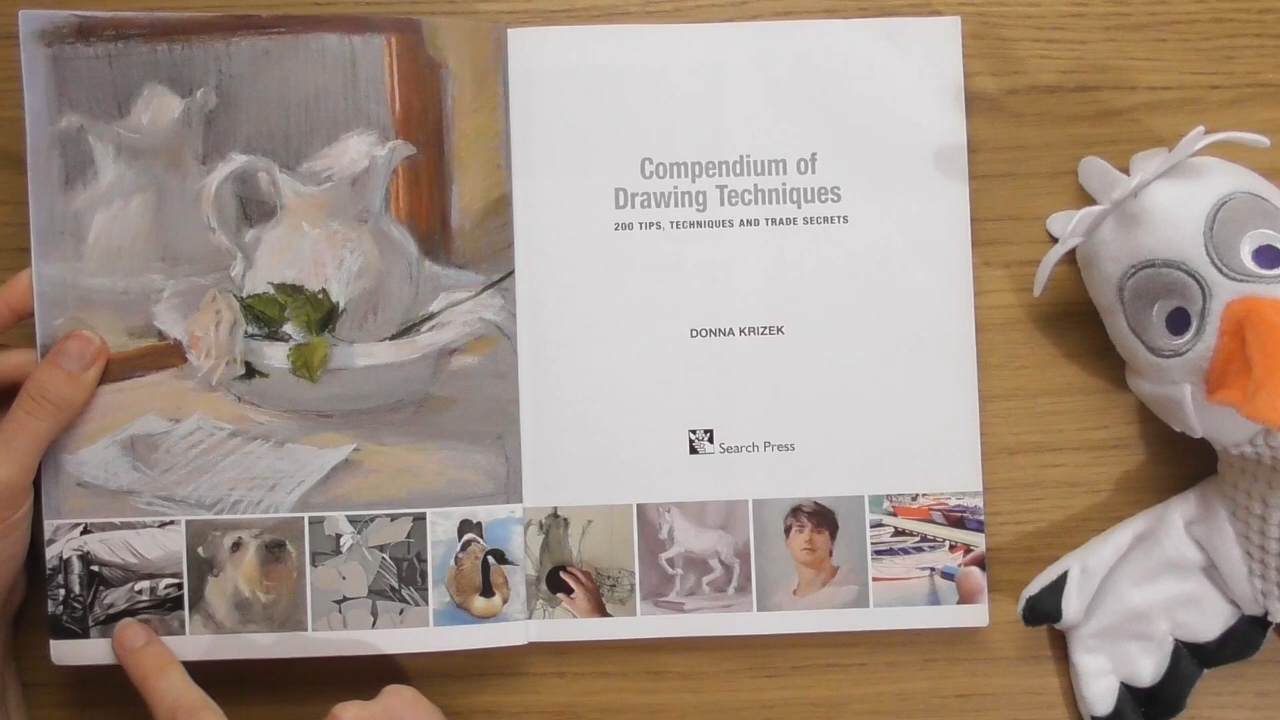 Compendium of
Drawing Techniques
200 TIPS, TECHNIQUES AND TRADE SECRETS
DONNA KRIZEK
Search Press